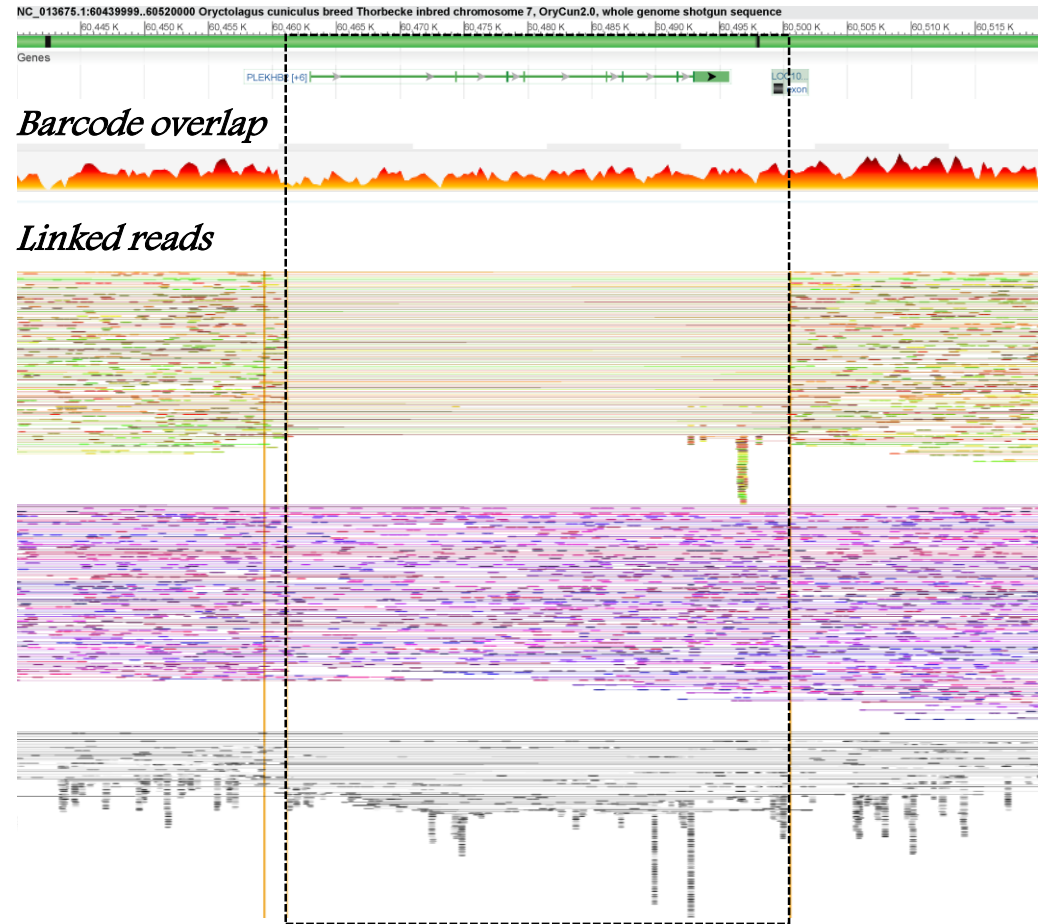 NC_013675.1:60439999..60520000 Oryctolagus cuniculus breed Thorbecke inbred chromosome 7, OryCun2.0, whole genome shotgun sequence
60,445 K 60,450 K 60,455 K 60,460 K 60,465 K 60,470 K 60,475 K 60,480 K 60,485 K 60,490 K 60,495 K 60,500 K 60,505 K 60,510 K 60,515 K
Genes
[+6]
exon
Barcode overlap
Linked reads